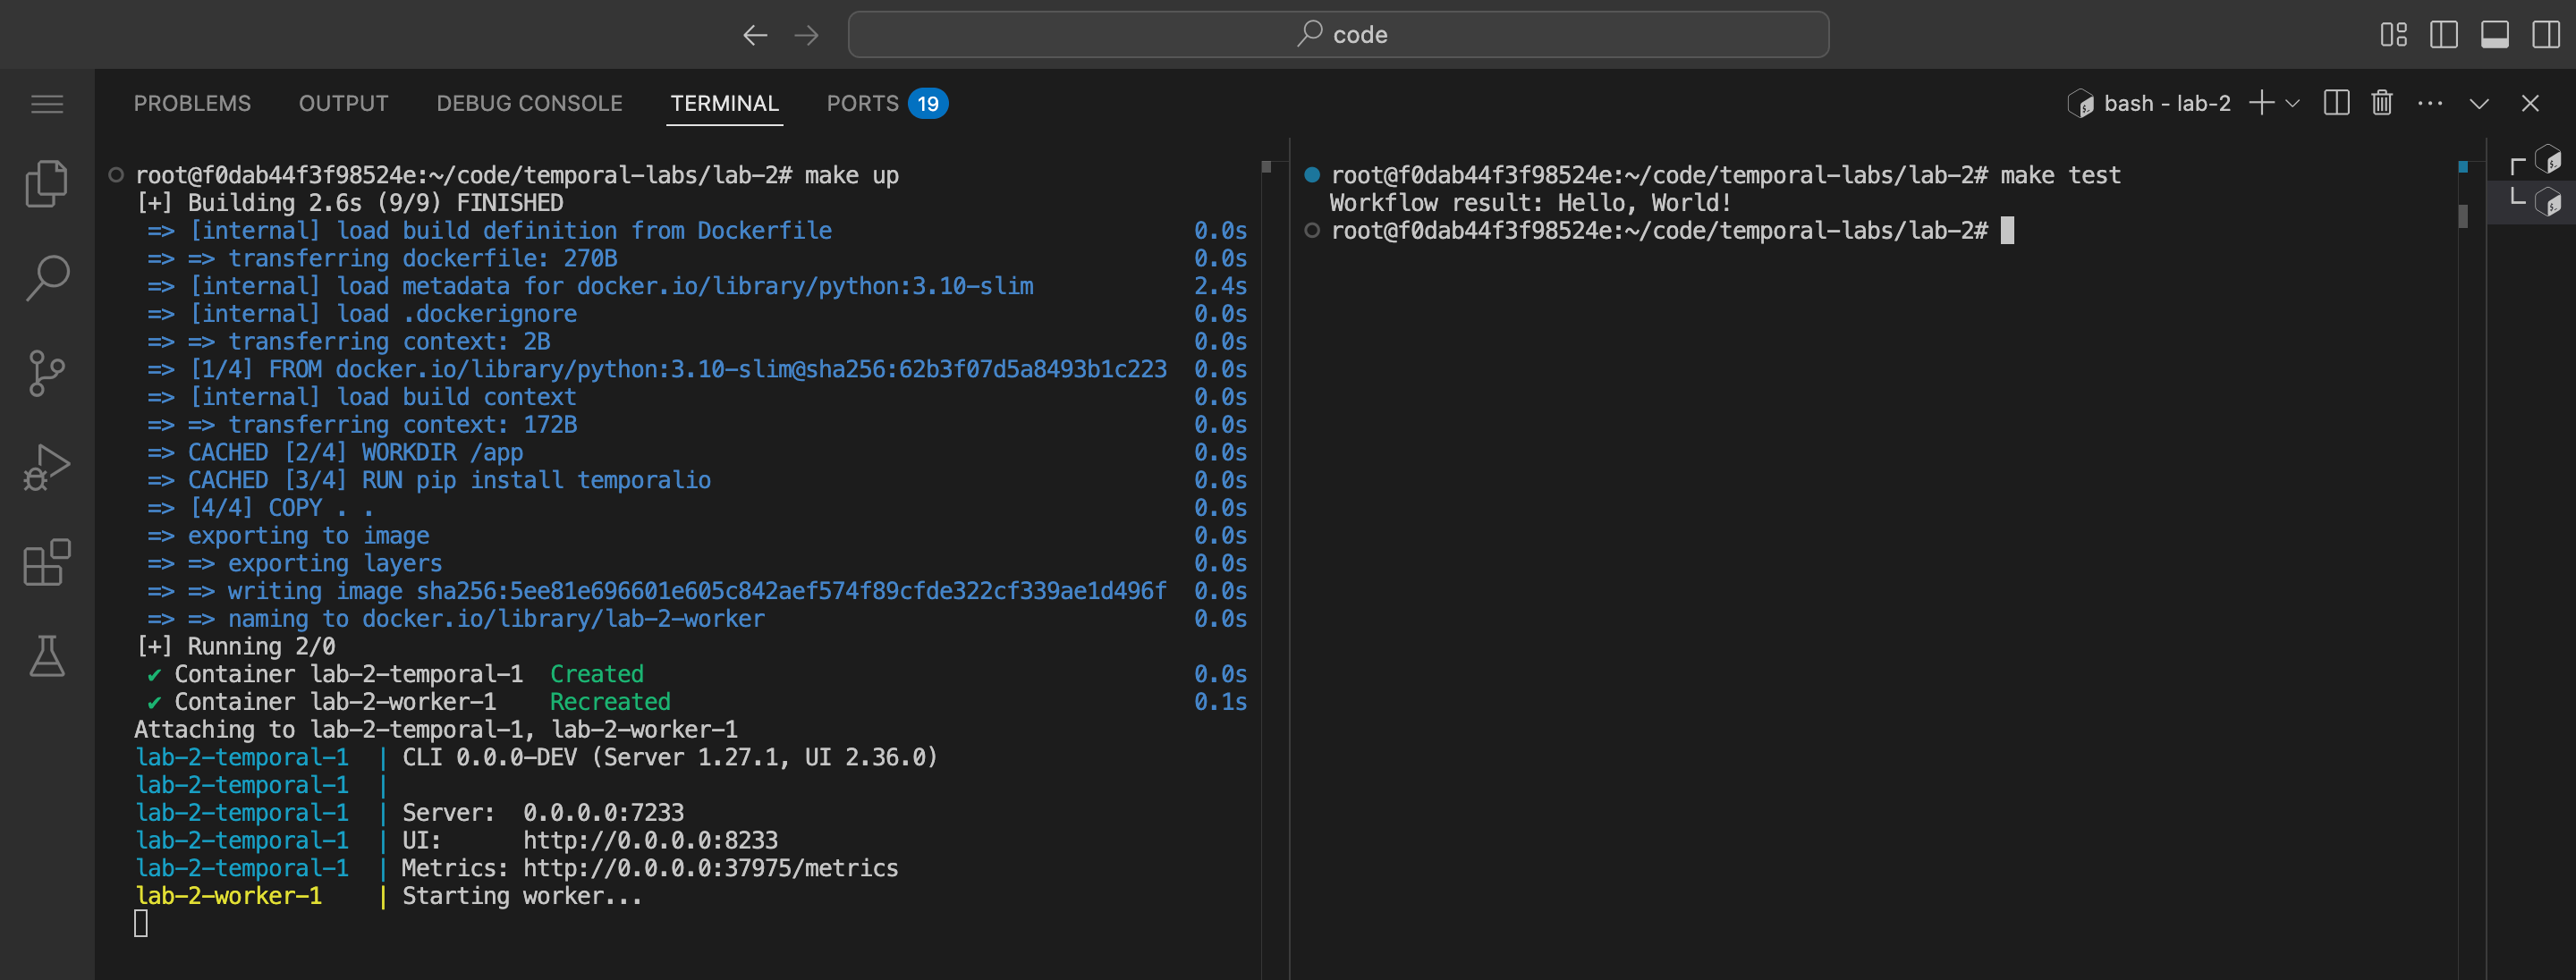 code
PROBLEMS OUTPUT DEBUG CONSOLE TERMINAL PORTS 19 bash - lab-2
root@f0dab44f3f98524e:~/code/temporal-labs/lab-2# make up
[+] Building 2.6s (9/9) FINISHED
=> [internal] load build definition from Dockerfile 0.0s
=> => transferring dockerfile: 270B 0.0s
=> [internal] load metadata for docker.io/library/python:3.10-slim 2.4s
=> [internal] load .dockerignore 0.0s
=> => transferring context: 2B 0.0s
=> [1/4] FROM docker.io/library/python:3.10-slim@sha256:62b3f07d5a8493b1c223 0.0s
=> [internal] load build context 0.0s
=> => transferring context: 172B 0.0s
=> CACHED [2/4] WORKDIR /app 0.0s
=> CACHED [3/4] RUN pip install temporalio 0.0s
=> [4/4] COPY . . 0.0s
=> exporting to image 0.0s
=> => exporting layers 0.0s
=> => writing image sha256:5ee81e696601e605c842aef574f89cfde322cf339ae1d496f 0.0s
=> => naming to docker.io/library/lab-2-worker 0.0s
[+] Running 2/0
✔ Container lab-2-temporal-1 Created 0.0s
✔ Container lab-2-worker-1 Recreated 0.1s
Attaching to lab-2-temporal-1, lab-2-worker-1
lab-2-temporal-1 | CLI 0.0.0-DEV (Server 1.27.1, UI 2.36.0)
lab-2-temporal-1 |
lab-2-temporal-1 | Server: 0.0.0.0:7233
lab-2-temporal-1 | UI: http://0.0.0.0:8233
lab-2-temporal-1 | Metrics: http://0.0.0.0:37975/metrics
lab-2-worker-1 | Starting worker...
root@f0dab44f3f98524e:~/code/temporal-labs/lab-2# make test
Workflow result: Hello, World!
root@f0dab44f3f98524e:~/code/temporal-labs/lab-2#